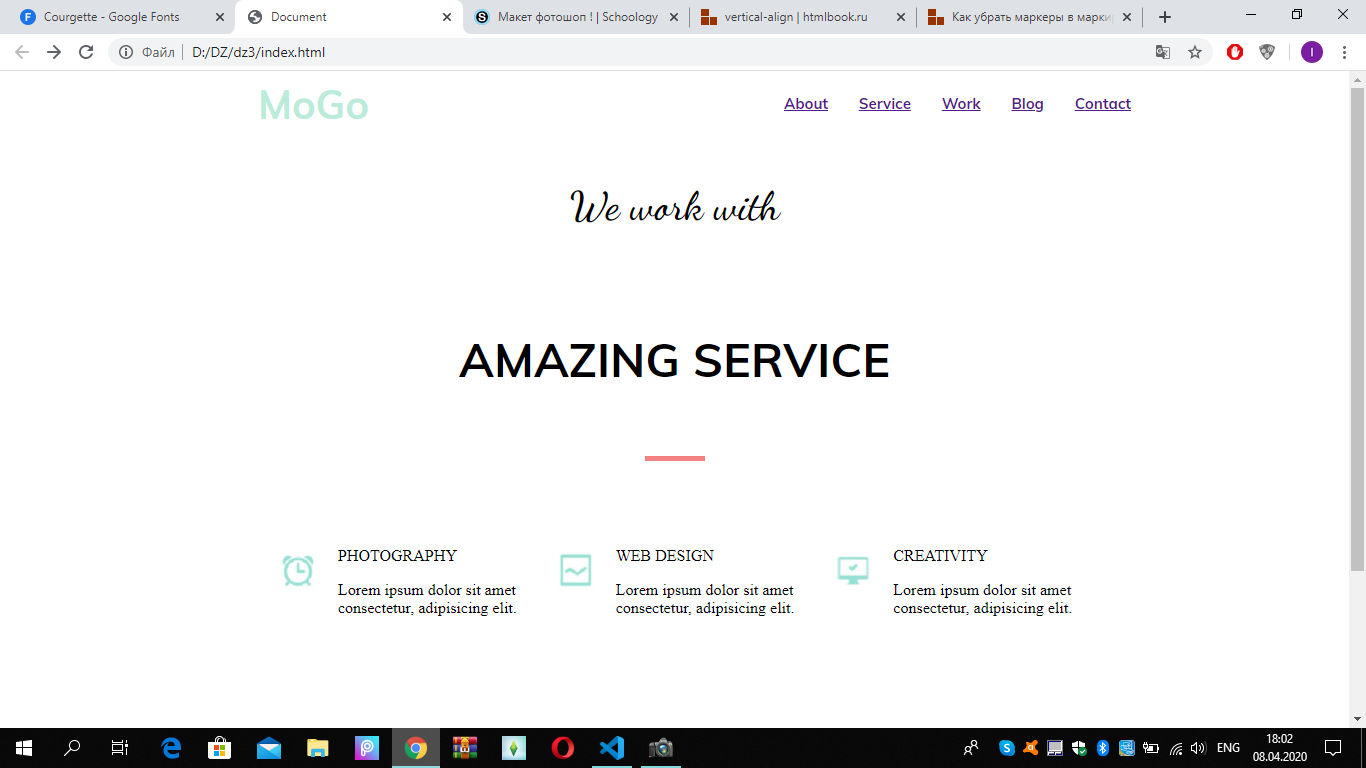 Courgette - Google Fonts
Document
Макет фотошоп ! | Schoology
vertical-align | htmlbook.ru
Как убрать маркеры в марки
Файл
D:/DZ/dz3/index.html
I
MoGo
About
Service
Work
Blog
Contact
We work with
AMAZING SERVICE
PHOTOGRAPHY
Lorem ipsum dolor sit amet
consectetur, adipisicing elit.
WEB DESIGN
Lorem ipsum dolor sit amet
consectetur, adipisicing elit.
CREATIVITY
Lorem ipsum dolor sit amet
consectetur, adipisicing elit.
ENG
18:02
08.04.2020